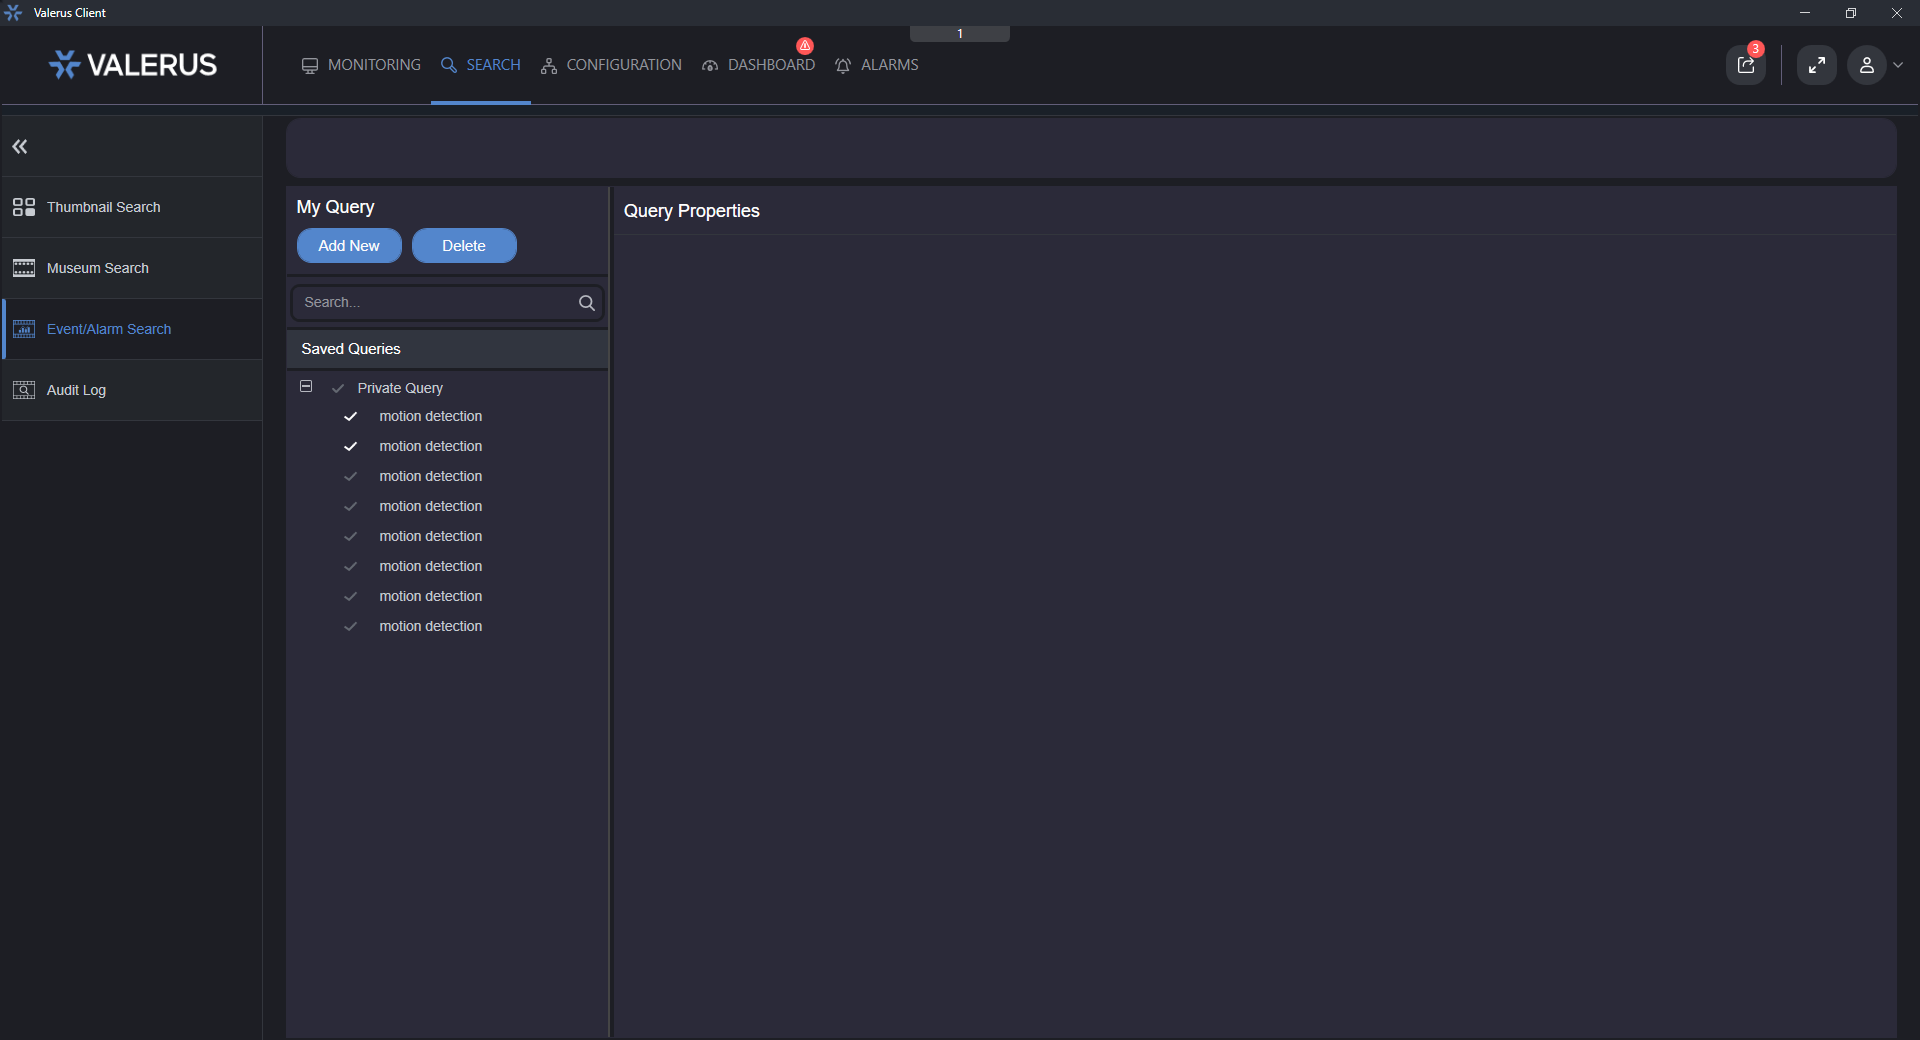 Valerus Client
1
VALERUS
MONITORING
SEARCH
CONFIGURATION
DASHBOARD
ALARMS
3
Thumbnail Search
Museum Search
Event/Alarm Search
Audit Log
My Query
Add New
Delete
Search...
Saved Queries
Private Query
motion detection
motion detection
motion detection
motion detection
motion detection
motion detection
motion detection
motion detection
Query Properties